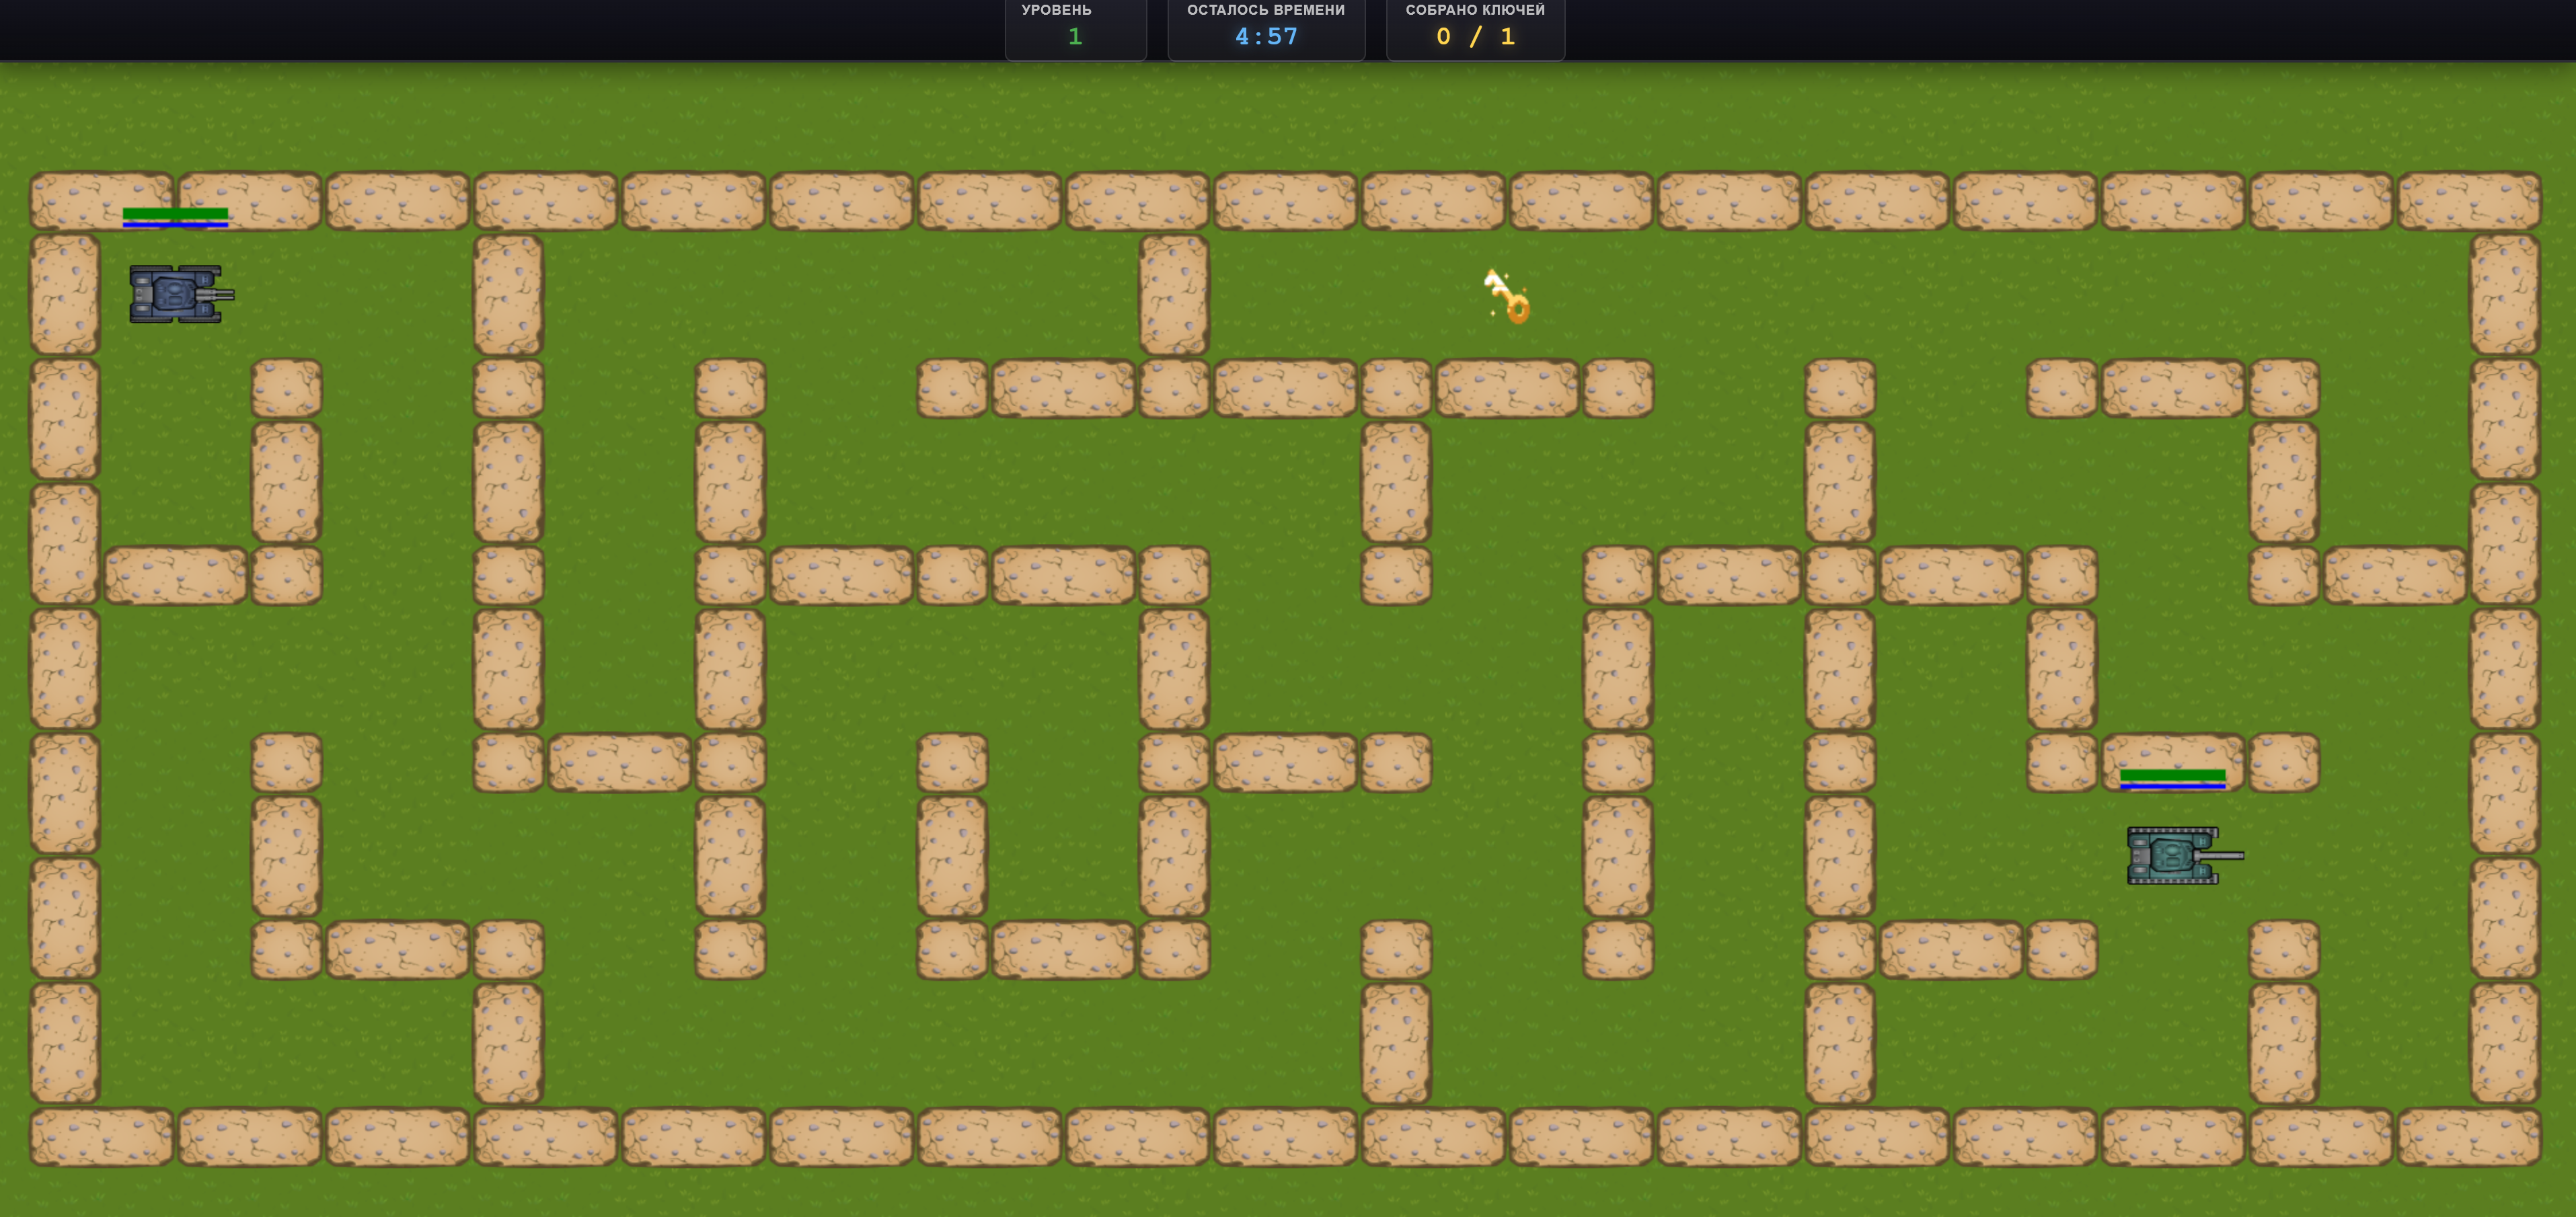 УРОВЕНЬ
1
ОСТАЛОСЬ ВРЕМЕНИ
4:57
СОБРАНО КЛЮЧЕЙ
0 / 1